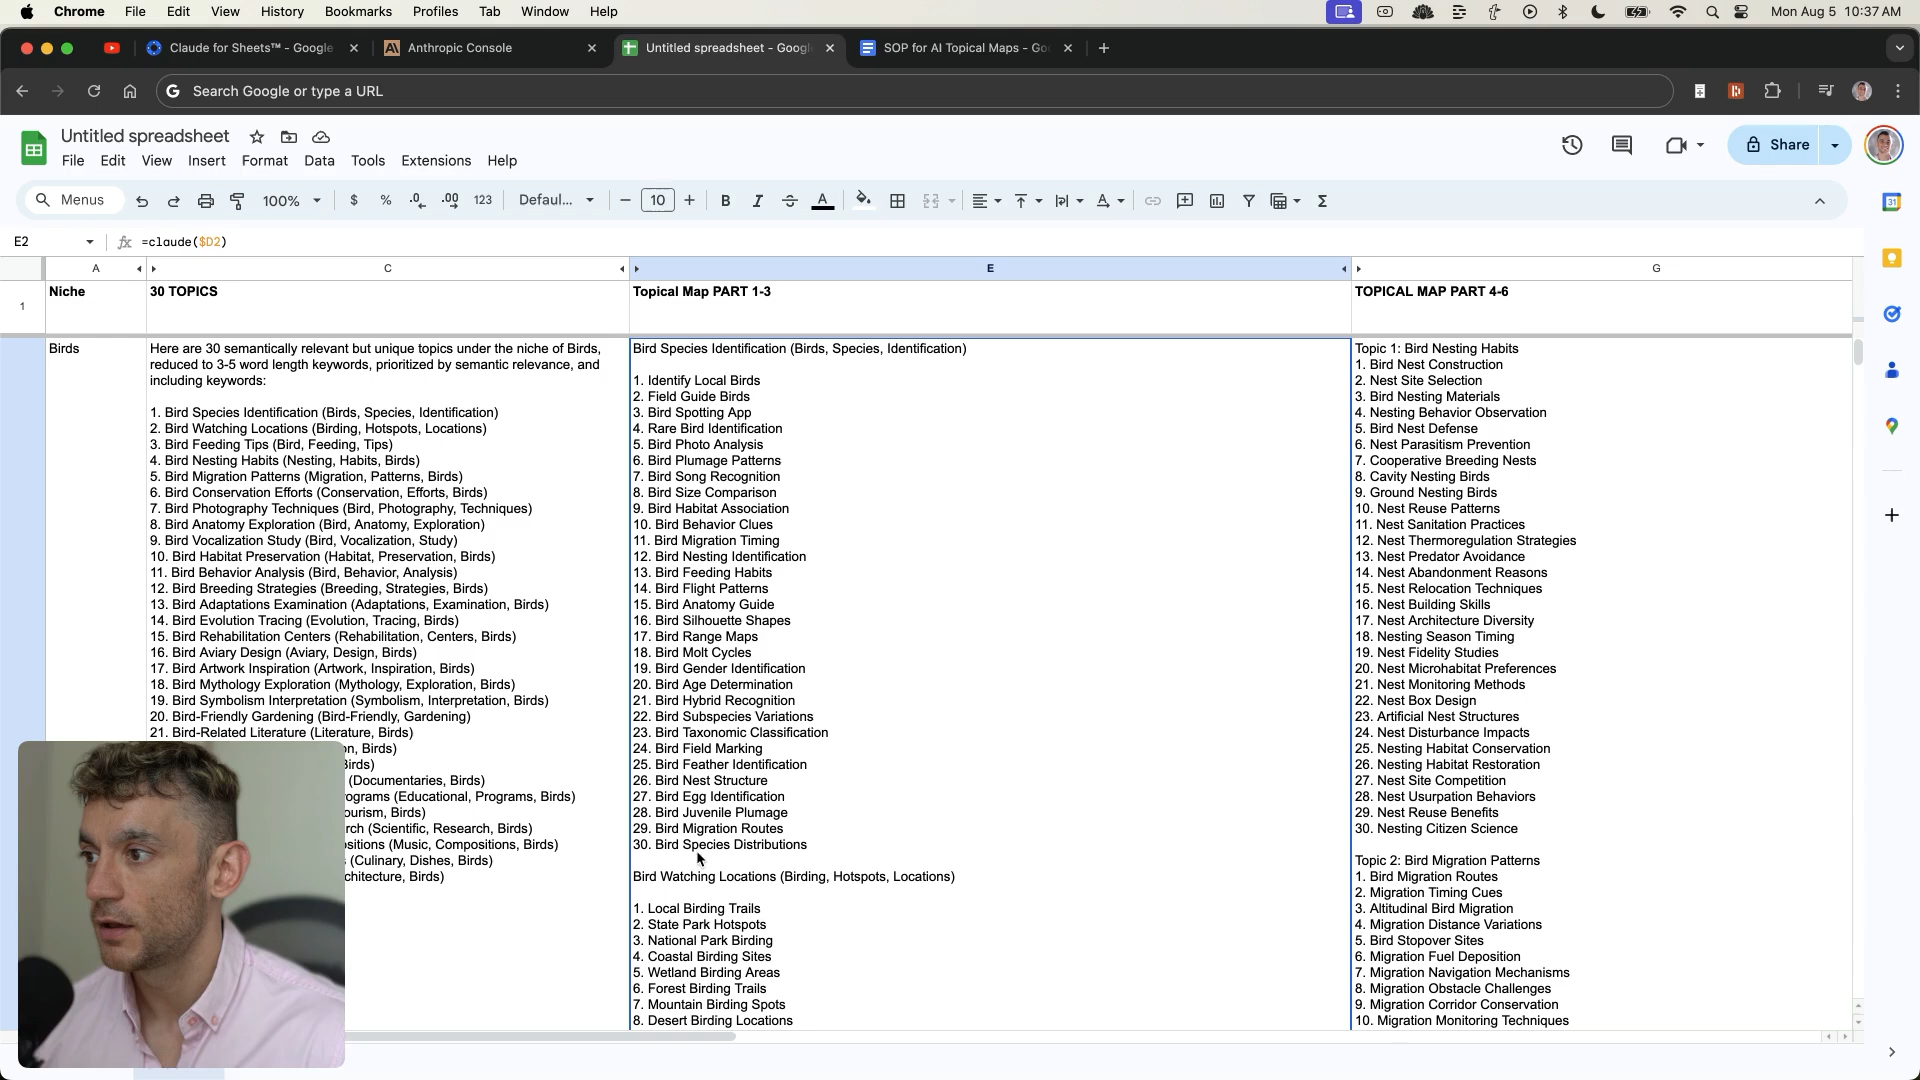 Chrome File Edit View History Bookmarks Profiles Tab Window Help
Mon Aug 5 10:37 AM
Claude for Sheets™ - Google
Anthropic Console
Untitled spreadsheet - Googl
SOP for AI Topical Maps - Go
Search Google or type a URL
Untitled spreadsheet
File Edit View Insert Format Data Tools Extensions Help
Share
Menus 100% $ % .0 .00 123 Defaul... 10 B I A
E2 fx =claude($D2)
A C E G
1 Niche
30 TOPICS
Topical Map PART 1-3
TOPICAL MAP PART 4-6
Birds
Here are 30 semantically relevant but unique topics under the niche of Birds,
reduced to 3-5 word length keywords, prioritized by semantic relevance, and
including keywords:
1. Bird Species Identification (Birds, Species, Identification)
2. Bird Watching Locations (Birding, Hotspots, Locations)
3. Bird Feeding Tips (Bird, Feeding, Tips)
4. Bird Nesting Habits (Nesting, Habits, Birds)
5. Bird Migration Patterns (Migration, Patterns, Birds)
6. Bird Conservation Efforts (Conservation, Efforts, Birds)
7. Bird Photography Techniques (Bird, Photography, Techniques)
8. Bird Anatomy Exploration (Bird, Anatomy, Exploration)
9. Bird Vocalization Study (Bird, Vocalization, Study)
10. Bird Habitat Preservation (Habitat, Preservation, Birds)
11. Bird Behavior Analysis (Bird, Behavior, Analysis)
12. Bird Breeding Strategies (Breeding, Strategies, Birds)
13. Bird Adaptations Examination (Adaptations, Examination, Birds)
14. Bird Evolution Tracing (Evolution, Tracing, Birds)
15. Bird Rehabilitation Centers (Rehabilitation, Centers, Birds)
16. Bird Aviary Design (Aviary, Design, Birds)
17. Bird Artwork Inspiration (Artwork, Inspiration, Birds)
18. Bird Mythology Exploration (Mythology, Exploration, Birds)
19. Bird Symbolism Interpretation (Symbolism, Interpretation, Birds)
20. Bird-Friendly Gardening (Bird-Friendly, Gardening)
21. Bird-Related Literature (Literature, Birds)
n, Birds)
Birds)
(Documentaries, Birds)
rograms (Educational, Programs, Birds)
ourism, Birds)
rch (Scientific, Research, Birds)
ositions (Music, Compositions, Birds)
(Culinary, Dishes, Birds)
chitecture, Birds)
Bird Species Identification (Birds, Species, Identification)
1. Identify Local Birds
2. Field Guide Birds
3. Bird Spotting App
4. Rare Bird Identification
5. Bird Photo Analysis
6. Bird Plumage Patterns
7. Bird Song Recognition
8. Bird Size Comparison
9. Bird Habitat Association
10. Bird Behavior Clues
11. Bird Migration Timing
12. Bird Nesting Identification
13. Bird Feeding Habits
14. Bird Flight Patterns
15. Bird Anatomy Guide
16. Bird Silhouette Shapes
17. Bird Range Maps
18. Bird Molt Cycles
19. Bird Gender Identification
20. Bird Age Determination
21. Bird Hybrid Recognition
22. Bird Subspecies Variations
23. Bird Taxonomic Classification
24. Bird Field Marking
25. Bird Feather Identification
26. Bird Nest Structure
27. Bird Egg Identification
28. Bird Juvenile Plumage
29. Bird Migration Routes
30. Bird Species Distributions
Bird Watching Locations (Birding, Hotspots, Locations)
1. Local Birding Trails
2. State Park Hotspots
3. National Park Birding
4. Coastal Birding Sites
5. Wetland Birding Areas
6. Forest Birding Trails
7. Mountain Birding Spots
8. Desert Birding Locations
Topic 1: Bird Nesting Habits
1. Bird Nest Construction
2. Nest Site Selection
3. Bird Nesting Materials
4. Nesting Behavior Observation
5. Bird Nest Defense
6. Nest Parasitism Prevention
7. Cooperative Breeding Nests
8. Cavity Nesting Birds
9. Ground Nesting Birds
10. Nest Reuse Patterns
11. Nest Sanitation Practices
12. Nest Thermoregulation Strategies
13. Nest Predator Avoidance
14. Nest Abandonment Reasons
15. Nest Relocation Techniques
16. Nest Building Skills
17. Nest Architecture Diversity
18. Nesting Season Timing
19. Nest Fidelity Studies
20. Nest Microhabitat Preferences
21. Nest Monitoring Methods
22. Nest Box Design
23. Artificial Nest Structures
24. Nest Disturbance Impacts
25. Nesting Habitat Conservation
26. Nesting Habitat Restoration
27. Nest Site Competition
28. Nest Usurpation Behaviors
29. Nest Reuse Benefits
30. Nesting Citizen Science
Topic 2: Bird Migration Patterns
1. Bird Migration Routes
2. Migration Timing Cues
3. Altitudinal Bird Migration
4. Migration Distance Variations
5. Bird Stopover Sites
6. Migration Fuel Deposition
7. Migration Navigation Mechanisms
8. Migration Obstacle Challenges
9. Migration Corridor Conservation
10. Migration Monitoring Techniques